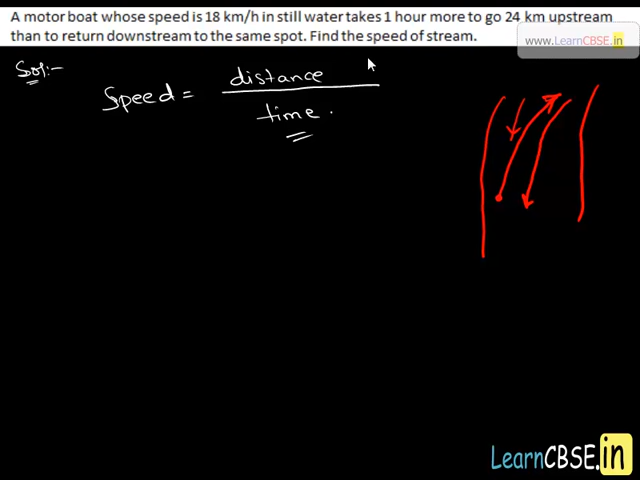 A motor boat whose speed is 18 km/h in still water takes 1 hour more to go 24 km upstream
than to return downstream to the same spot. Find the speed of stream.
www.LearnCBSE.in
Sol:-
Speed = distance
time.
LearnCBSE.in